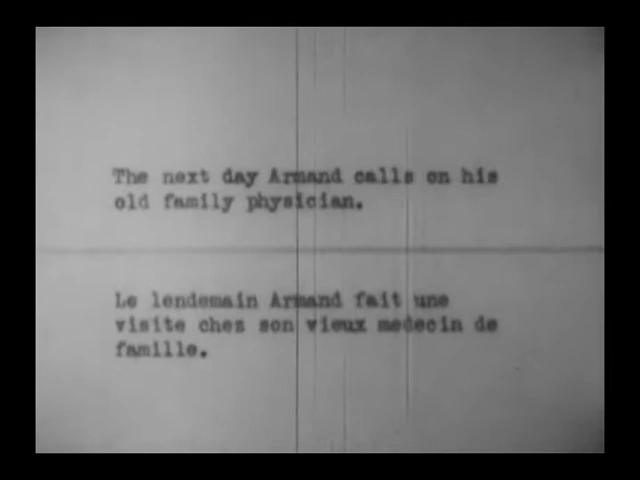 The next day Armand calls on his
old family physician.
Le lendemain Armand fait une
visite ches son vieux medecin de
famille.